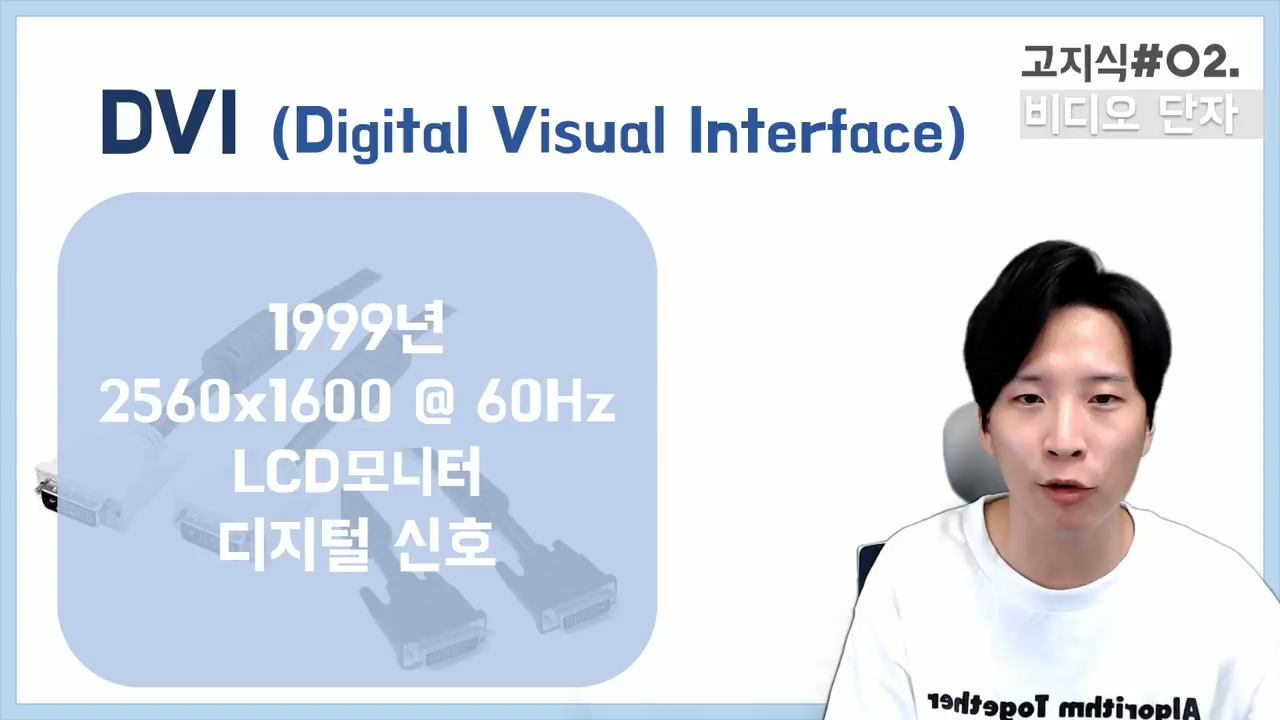 고지식#02.
비디오 단자
DVI (Digital Visual Interface)
1999년
2560x1600 @ 60Hz
LCD모니터
디지털 신호
Algorithm Together